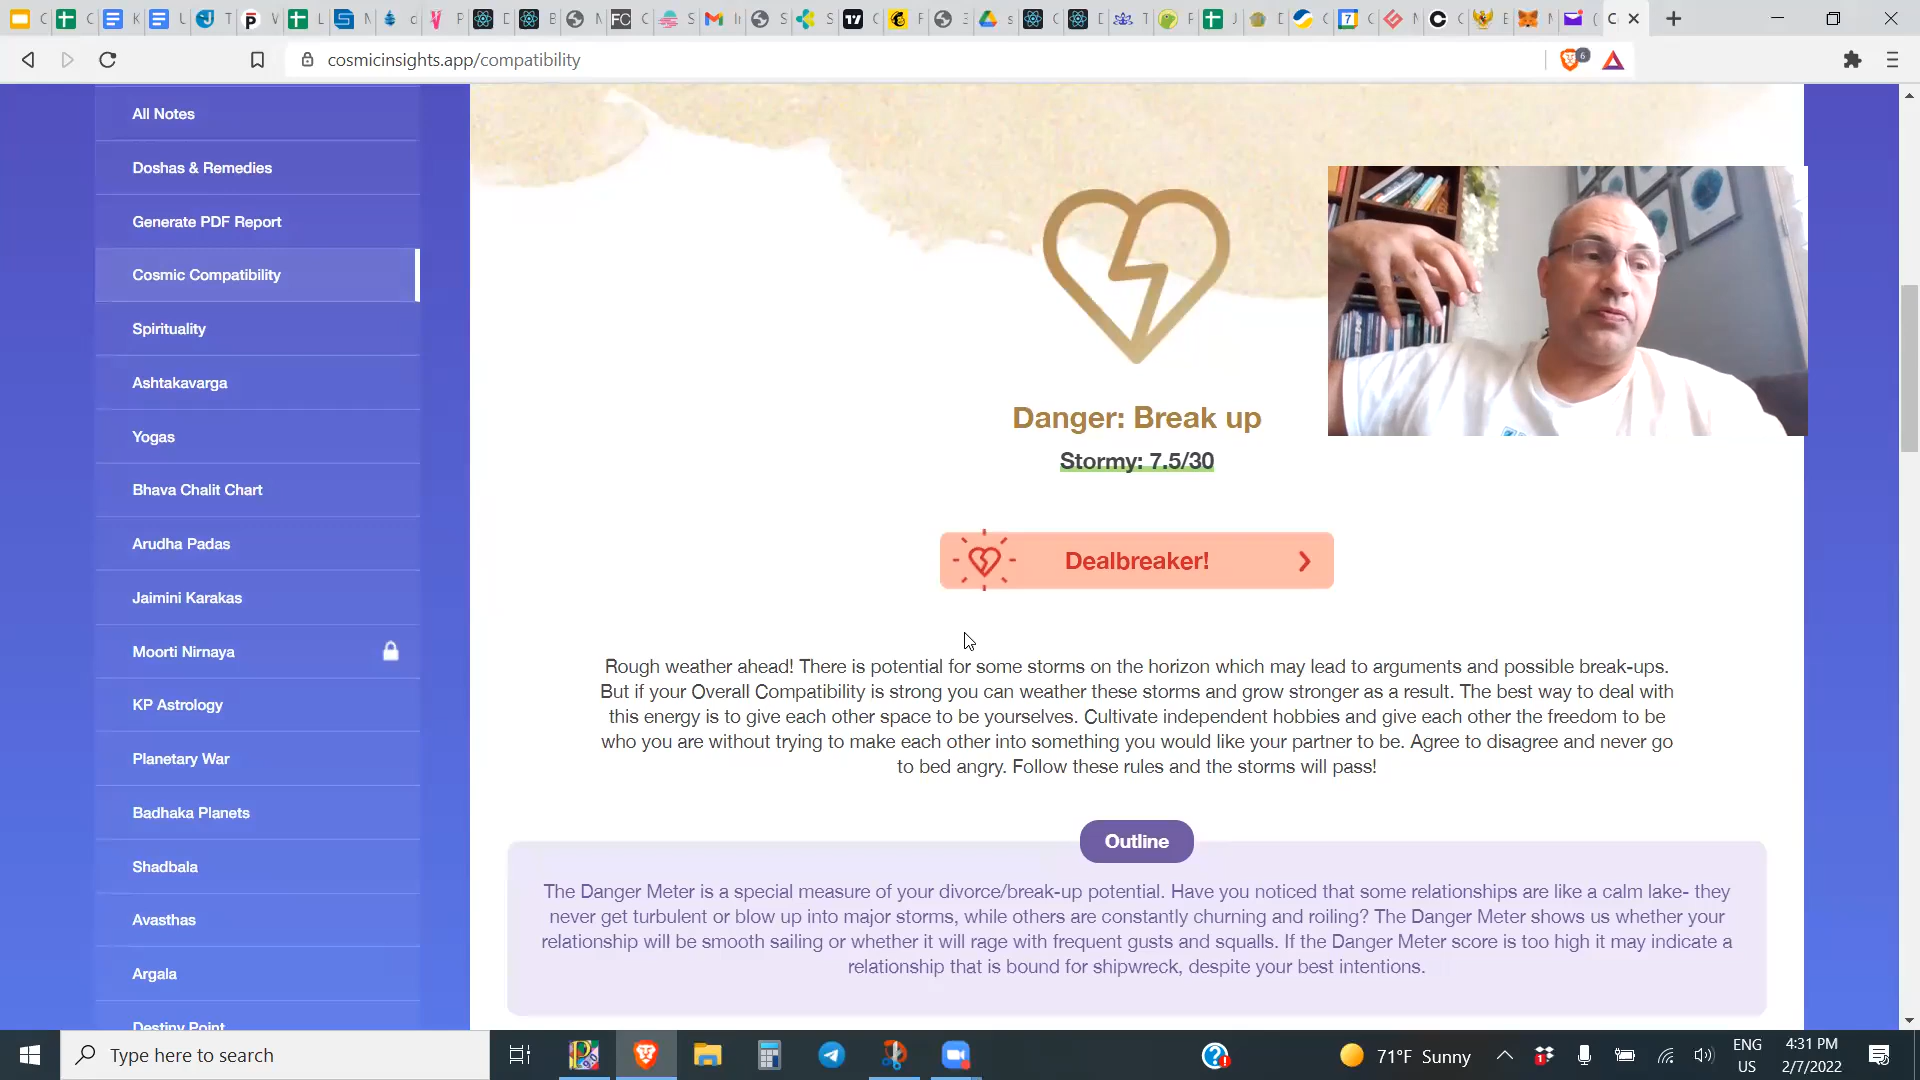 cosmicinsights.app/compatibility
6
All Notes
Doshas & Remedies
Generate PDF Report
Cosmic Compatibility
Spirituality
Ashtakavarga
Yogas
Bhava Chalit Chart
Arudha Padas
Jaimini Karakas
Moorti Nirnaya
KP Astrology
Planetary War
Badhaka Planets
Shadbala
Avasthas
Argala
Destiny Point
Danger: Break up
Stormy: 7.5/30
Dealbreaker!
Rough weather ahead! There is potential for some storms on the horizon which may lead to arguments and possible break-ups.
But if your Overall Compatibility is strong you can weather these storms and grow stronger as a result. The best way to deal with
this energy is to give each other space to be yourselves. Cultivate independent hobbies and give each other the freedom to be
who you are without trying to make each other into something you would like your partner to be. Agree to disagree and never go
to bed angry. Follow these rules and the storms will pass!
Outline
The Danger Meter is a special measure of your divorce/break-up potential. Have you noticed that some relationships are like a calm lake- they
never get turbulent or blow up into major storms, while others are constantly churning and roiling? The Danger Meter shows us whether your
relationship will be smooth sailing or whether it will rage with frequent gusts and squalls. If the Danger Meter score is too high it may indicate a
relationship that is bound for shipwreck, despite your best intentions.
Type here to search
71°F Sunny
ENG
US
4:31 PM
2/7/2022